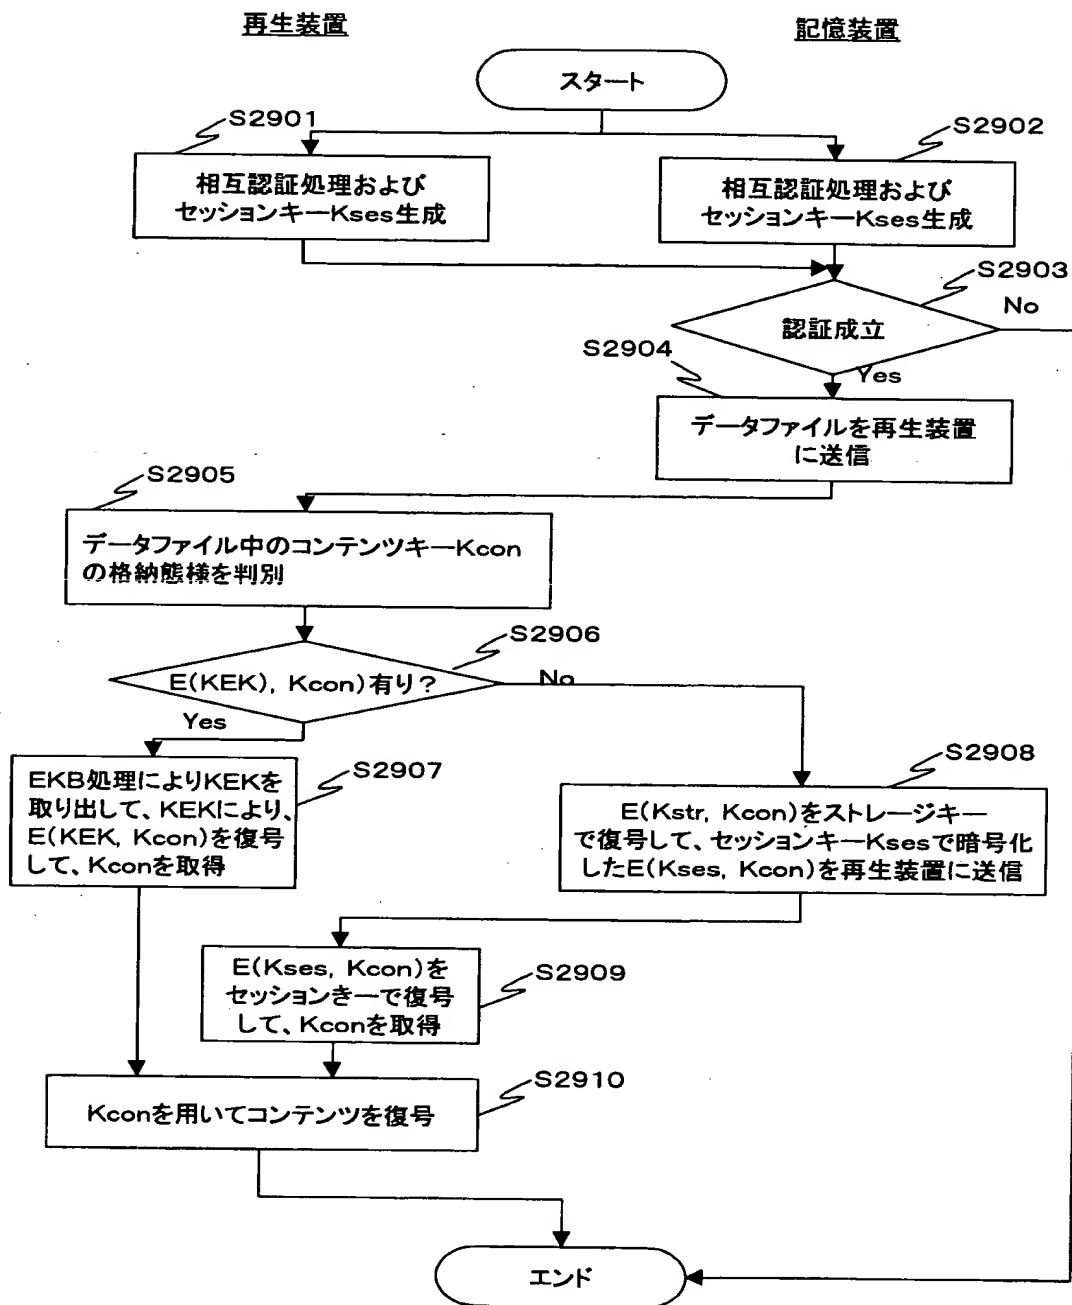 再生装置
記憶装置
スタート
S2901
S2902
相互認証処理および
セッションキーKses生成
相互認証処理および
セッションキーKses生成
S2903
認証成立
No
S2904
Yes
データファイルを再生装置
に送信
S2905
データファイル中のコンテンツキーKcon
の格納態様を判別
S2906
E(KEK), Kcon)有り？
No
Yes
S2907
EKB処理によりKEKを
取り出して、KEKにより、
E(KEK, Kcon)を復号
して、Kconを取得
S2908
E(Kstr, Kcon)をストレージキー
で復号して、セッションキーKsesで暗号化
したE(Kses, Kcon)を再生装置に送信
S2909
E(Kses, Kcon)を
セッションきーで復号
して、Kconを取得
S2910
Kconを用いてコンテンツを復号
エンド